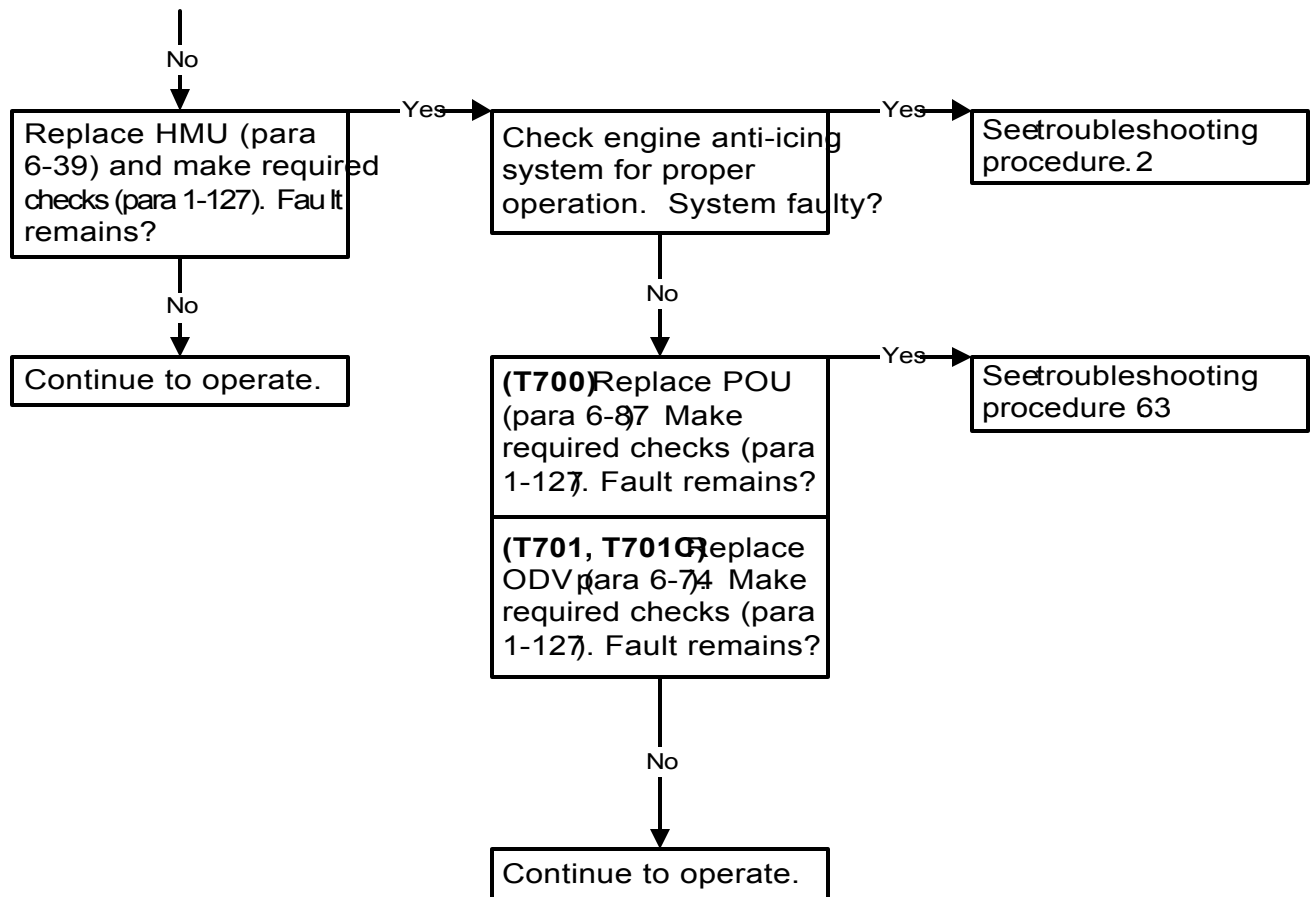 No
Replace HMU (para
6-39) and make required
checks (para 1-127). Fault
remains?
Yes
Check engine anti-icing
system for proper
operation. System faulty?
Yes
See troubleshooting
procedure. 2
No
Continue to operate.
No
(T700) Replace POU
(para 6-87). Make
required checks (para
1-127). Fault remains?
Yes
See troubleshooting
procedure 63
(T701, T701C) Replace
ODV (para 6-74). Make
required checks (para
1-127). Fault remains?
No
Continue to operate.